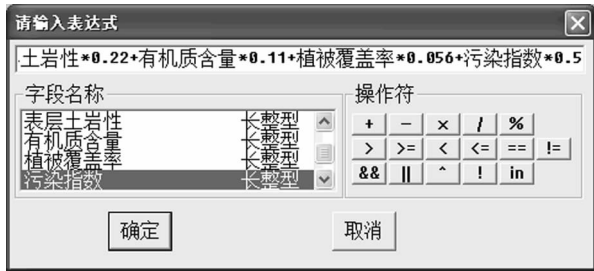 请输入表达式
土岩性*0.22+有机质含量*0.11+植被覆盖率*0.056+污染指数*0.5
字段名称
操作符
表层土岩性 长整型
有机质含量 长整型
植被覆盖率 长整型
污染指数 长整型
+ - × / %
> >= < <= == !=
&& || ^ ! in
确定 取消